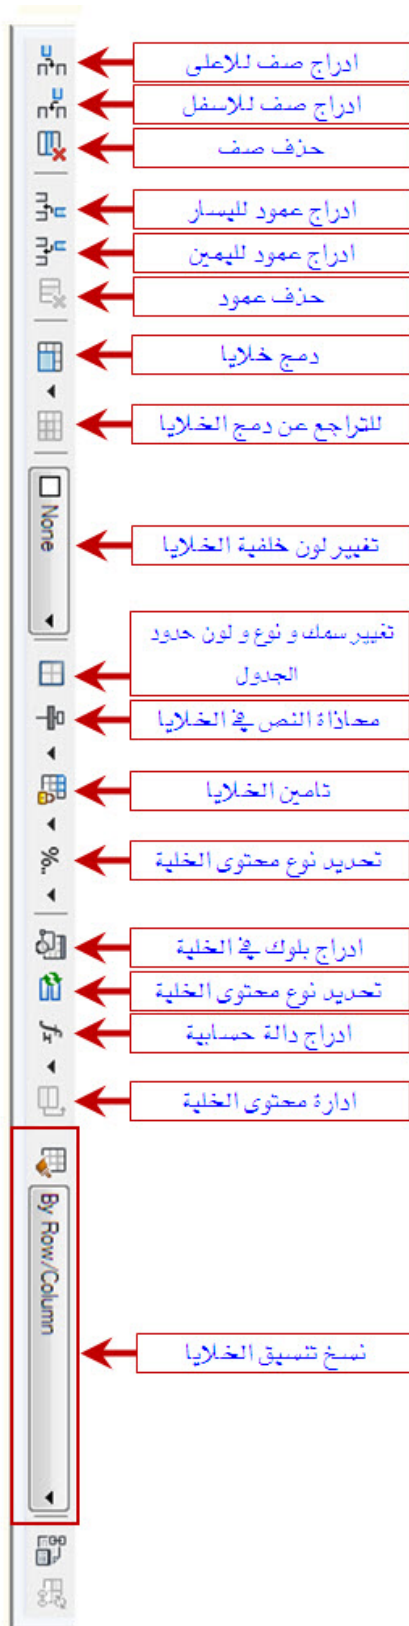 ادراج صف للاعلى
ادراج صف للاسفل
حذف صف
ادراج عمود لليسار
ادراج عمود لليمين
حذف عمود
دمج خلايا
للتراجع عن دمج الخلايا
None
تغيير لون خلفية الخلايا
تغيير سمك و نوع و لون حدود
الجدول
محاذاة النص في الخلايا
تامين الخلايا
%..
تحديد نوع محتوى الخلية
ادراج بلوك في الخلية
تحديد نوع محتوى الخلية
fx
ادراج دالة حسابية
ادارة محتوى الخلية
By Row/Column
نسخ تنسيق الخلايا